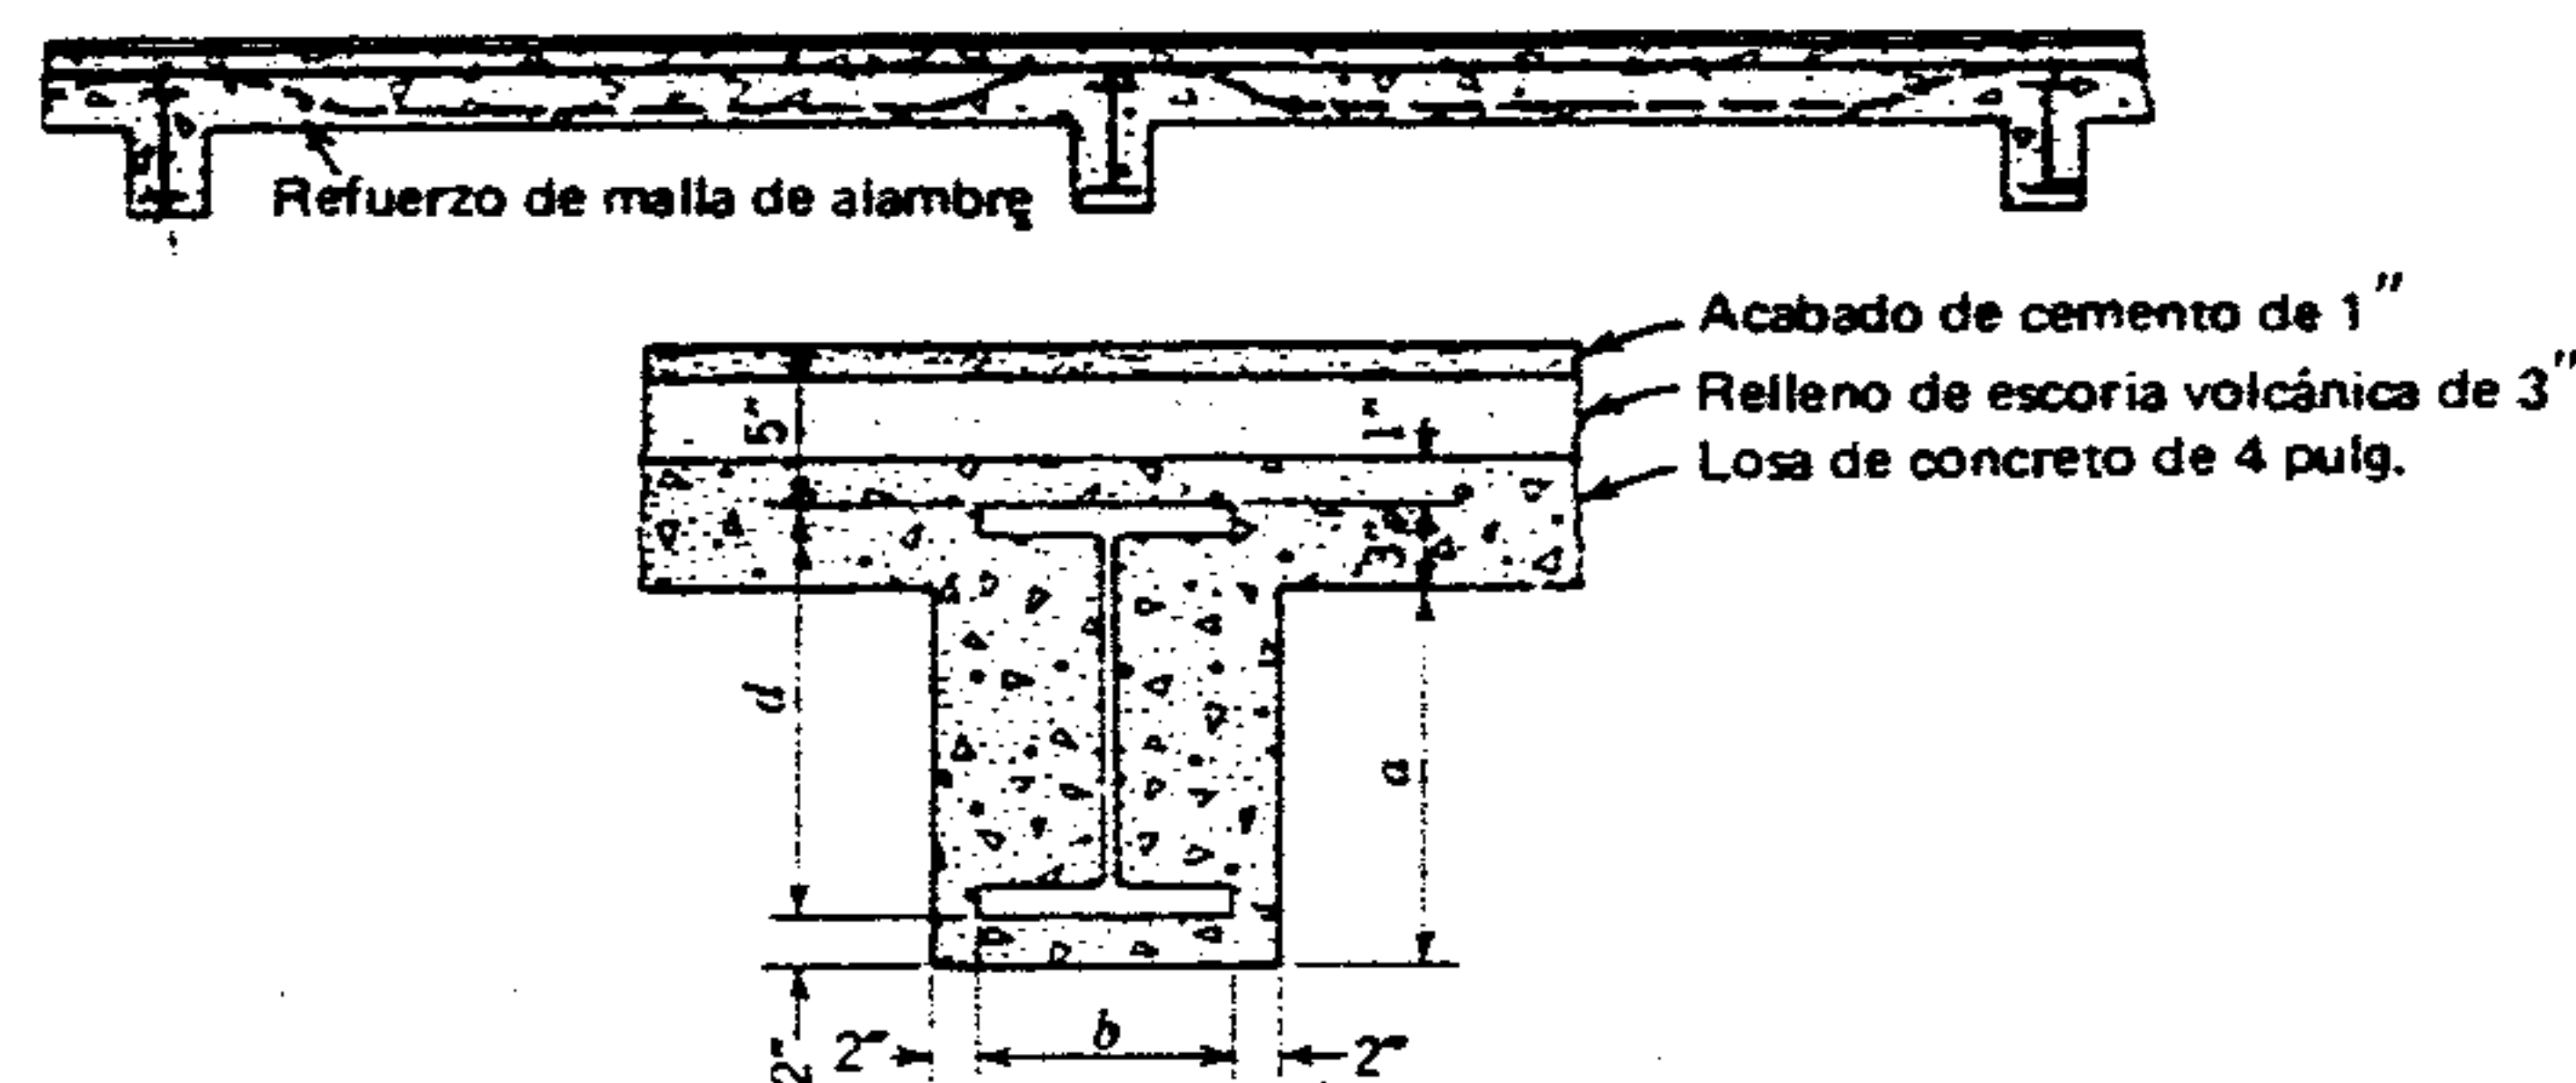 Refuerzo de malla de alambre
Acabado de cemento de 1"
Relleno de escoria volcánica de 3"
Losa de concreto de 4 pulg.
5"
1"
3"
d
a
2"
2"
b
2"